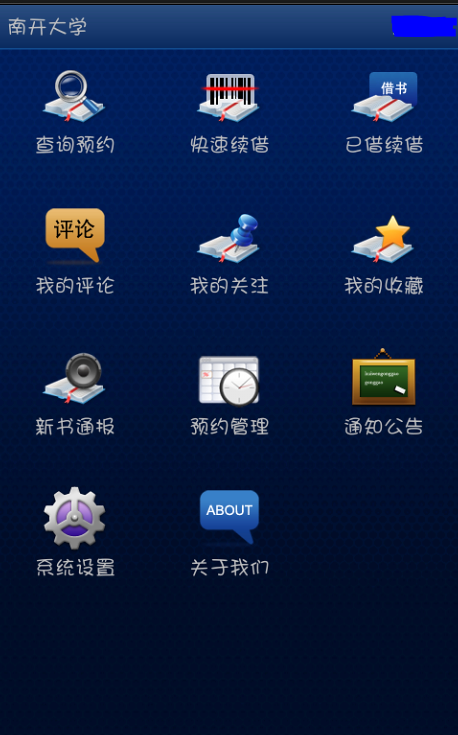 南开大学
借书
查询预约 快速续借 已借续借
评论
我的评论 我的关注 我的收藏
新书通报 预约管理 通知公告
ABOUT
系统设置 关于我们